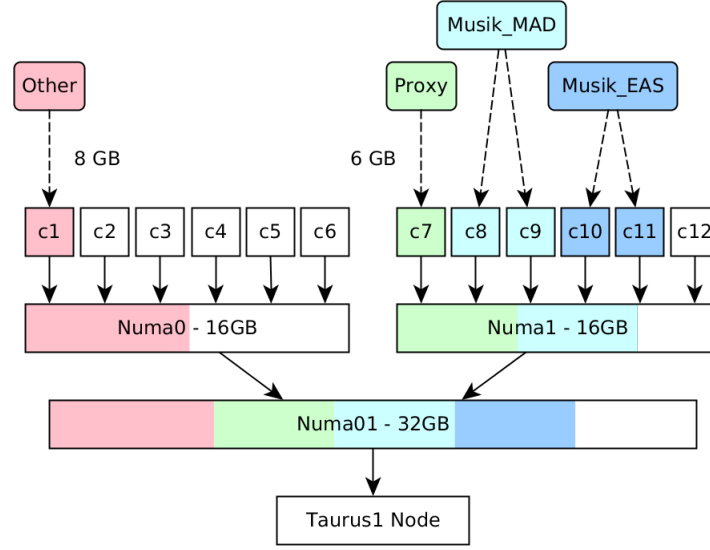 Musik_MAD
Other
Proxy
Musik_EAS
8 GB
6 GB
c1
c2
c3
c4
c5
c6
c7
c8
c9
c10
c11
c12
Numa0 - 16GB
Numa1 - 16GB
Numa01 - 32GB
Taurus1 Node